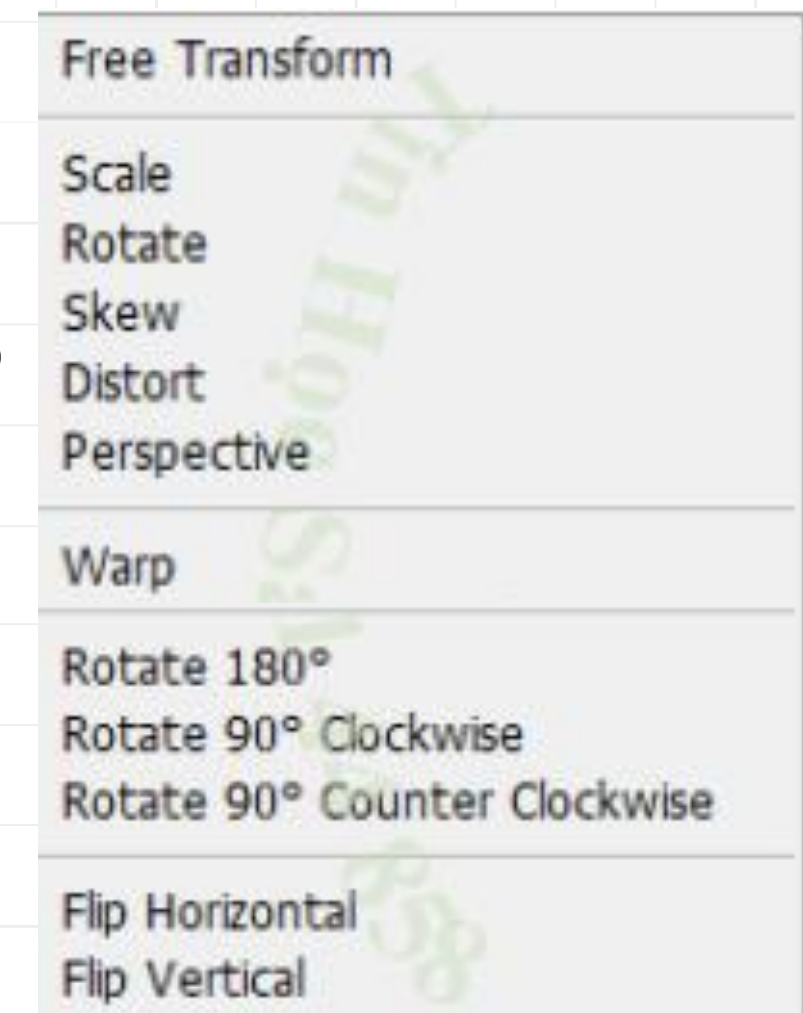 Free Transform
Scale
Rotate
Skew
Distort
Perspective
Warp
Rotate 180°
Rotate 90° Clockwise
Rotate 90° Counter Clockwise
Flip Horizontal
Flip Vertical